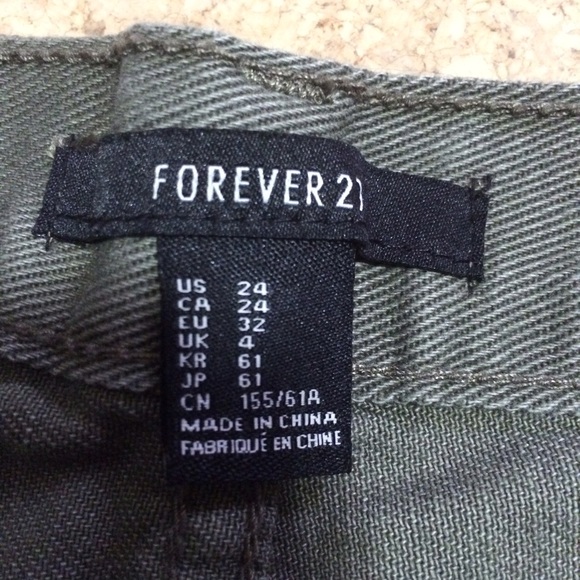 FOREVER 21
US 24
CA 24
EU 32
UK 4
KR 61
JP 61
CN 155/61A
MADE IN CHINA
FABRIQUÉ EN CHINE